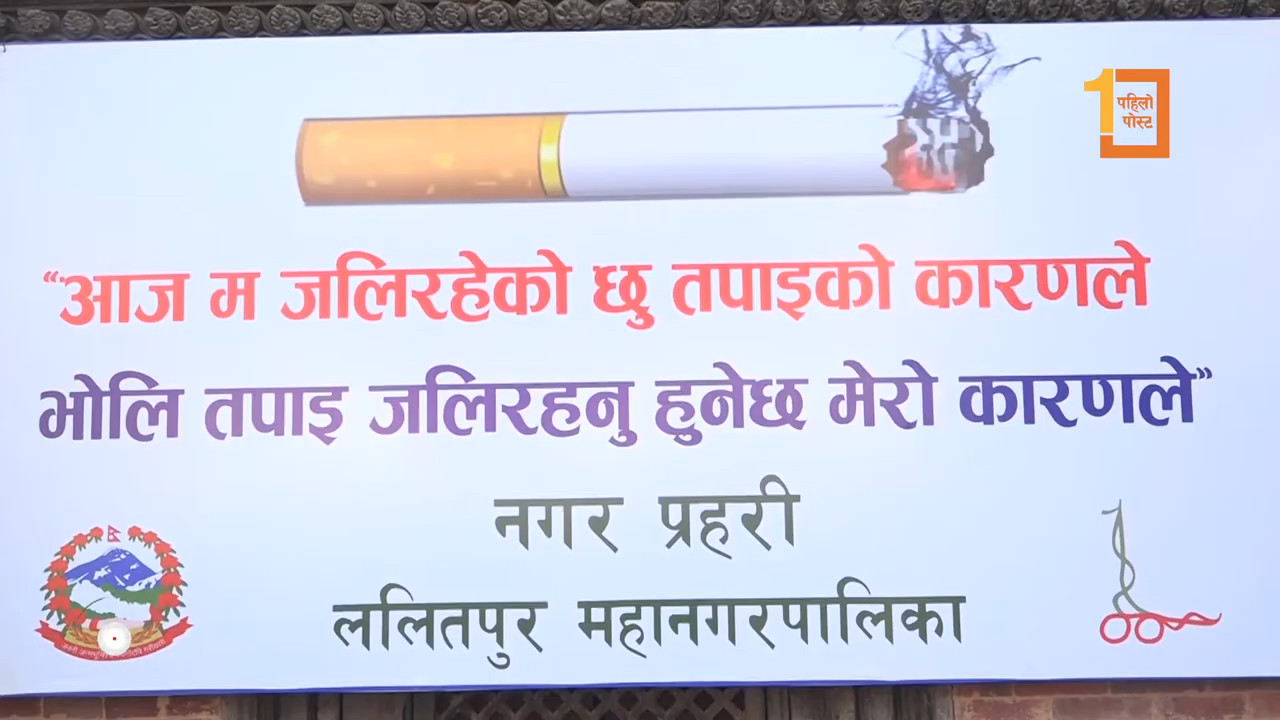 पहिलो
पोस्ट
“आज म जलिरहेको छु तपाइको कारणले
भोलि तपाइ जलिरहनु हुनेछ मेरो कारणले”
नगर प्रहरी
ललितपुर महानगरपालिका